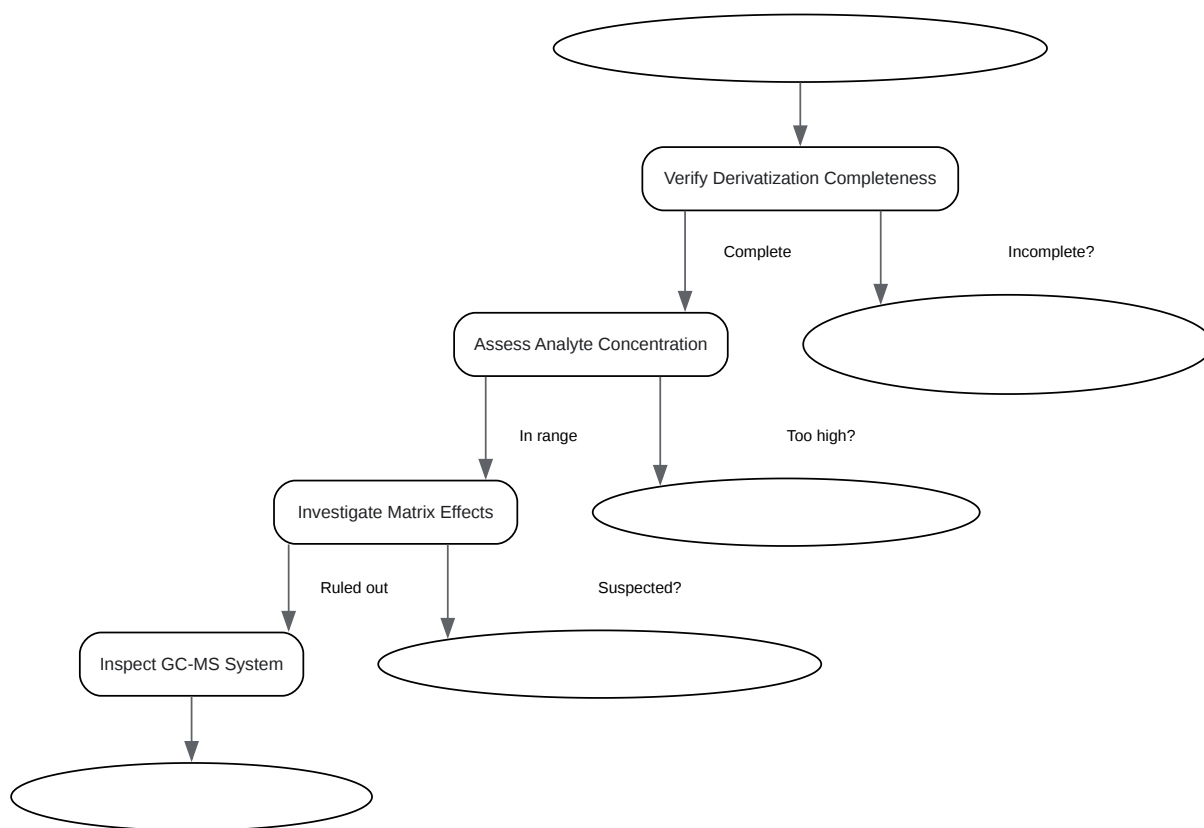 Verify Derivatization Completeness
Complete
Incomplete?
Assess Analyte Concentration
In range
Too high?
Investigate Matrix Effects
Ruled out
Suspected?
Inspect GC-MS System